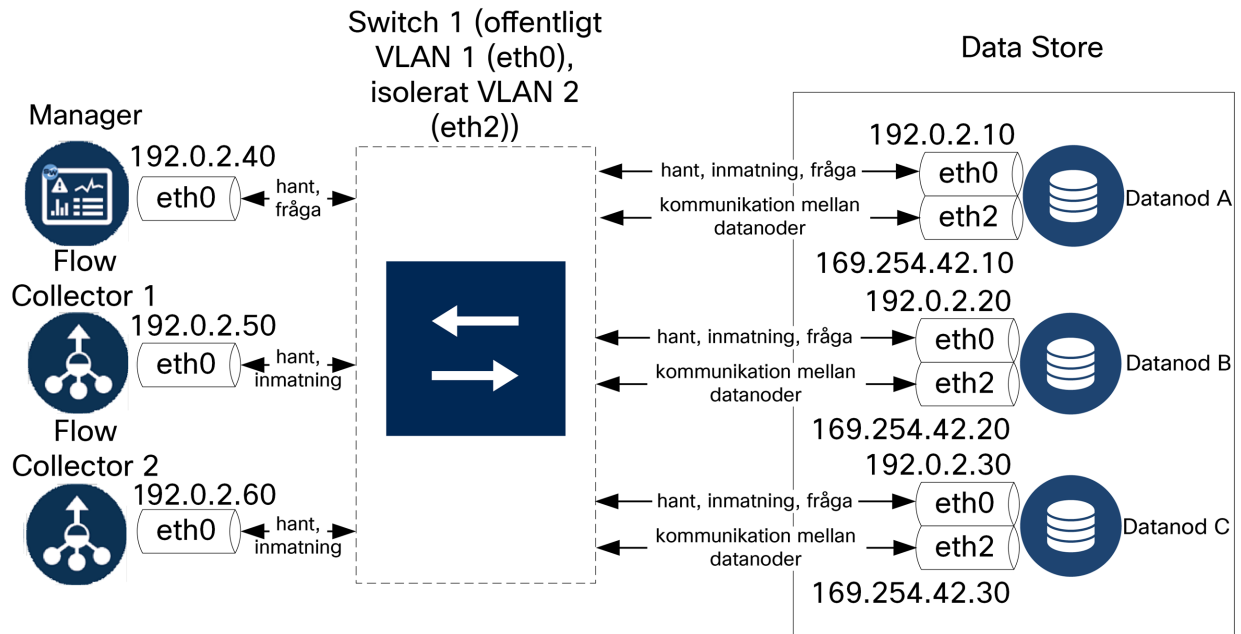 Switch 1 (offentligt
VLAN 1 (eth0),
isolerat VLAN 2
(eth2))
Data Store
Manager
192.0.2.40
eth0
hant,
fråga
Flow
Collector 1
192.0.2.50
eth0
hant,
inmatning
Flow
Collector 2
192.0.2.60
eth0
hant,
inmatning
192.0.2.10
hant, inmatning, fråga
eth0
kommunikation mellan
datanoder
eth2
Datanod A
169.254.42.10
192.0.2.20
hant, inmatning, fråga
eth0
kommunikation mellan
datanoder
eth2
Datanod B
169.254.42.20
192.0.2.30
hant, inmatning, fråga
eth0
kommunikation mellan
datanoder
eth2
Datanod C
169.254.42.30